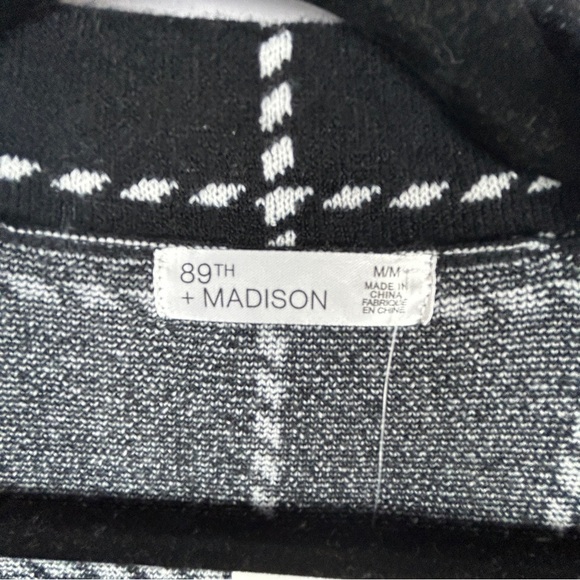 89TH
+ MADISON
M/M
MADE IN
CHINA
FABRIQUÉ
EN CHINE